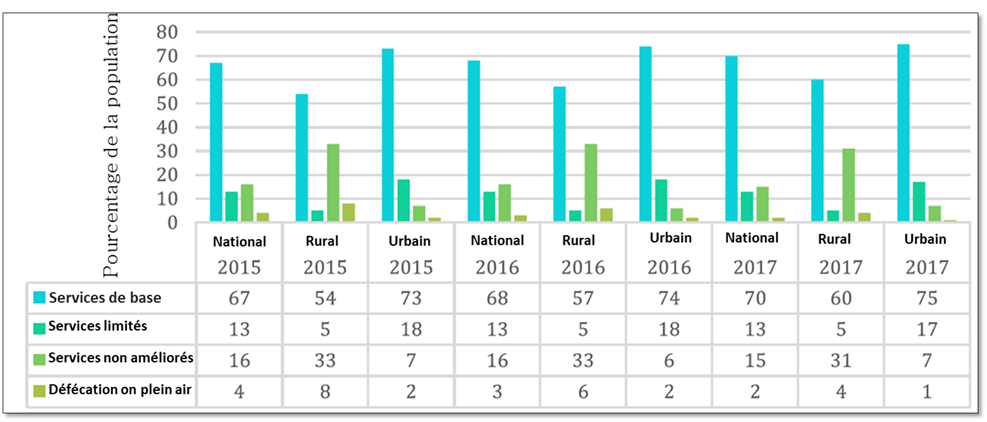 Pourcentage de la population
80
70
60
50
40
30
20
10
0
National Rural Urbain National Rural Urbain National Rural Urbain
2015 2015 2015 2016 2016 2016 2017 2017 2017
Services de base 67 54 73 68 57 74 70 60 75
Services limités 13 5 18 13 5 18 13 5 17
Services non améliorés 16 33 7 16 33 6 15 31 7
Défécation on plein air 4 8 2 3 6 2 2 4 1